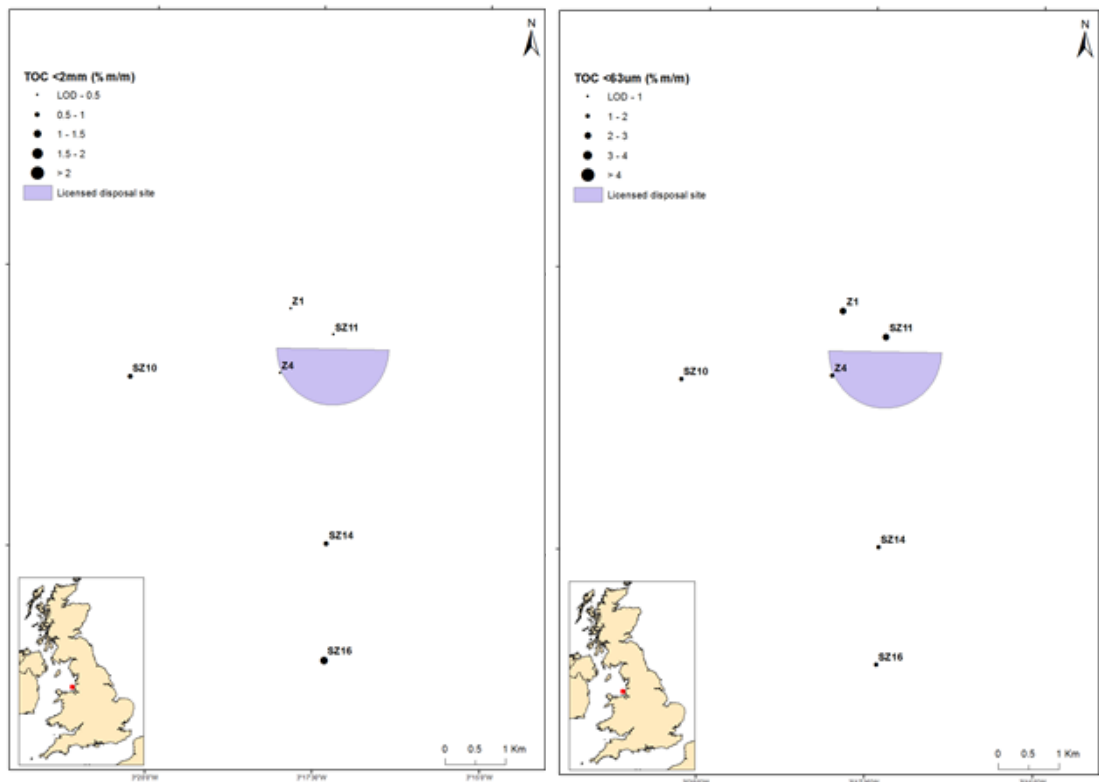 N
TOC <2mm (% m/m)
LOD - 0.5
0.5 - 1
1 - 1.5
1.5 - 2
> 2
Licensed disposal site
Z1
SZ11
SZ10
Z4
SZ14
SZ16
0 0.5 1 Km
N
TOC <63um (% m/m)
LOD - 1
1 - 2
2 - 3
3 - 4
> 4
Licensed disposal site
Z1
SZ11
SZ10
Z4
SZ14
SZ16
0 0.5 1 Km